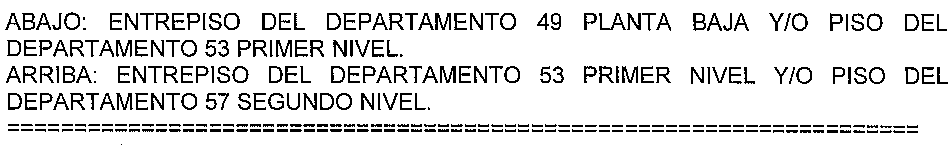 ABAJO: ENTREPISO DEL DEPARTAMENTO 49 PLANTA BAJA Y/O PISO DEL
DEPARTAMENTO 53 PRIMER NIVEL.
ARRIBA: ENTREPISO DEL DEPARTAMENTO 53 PRIMER NIVEL Y/O PISO DEL
DEPARTAMENTO 57 SEGUNDO NIVEL.
====================================================================